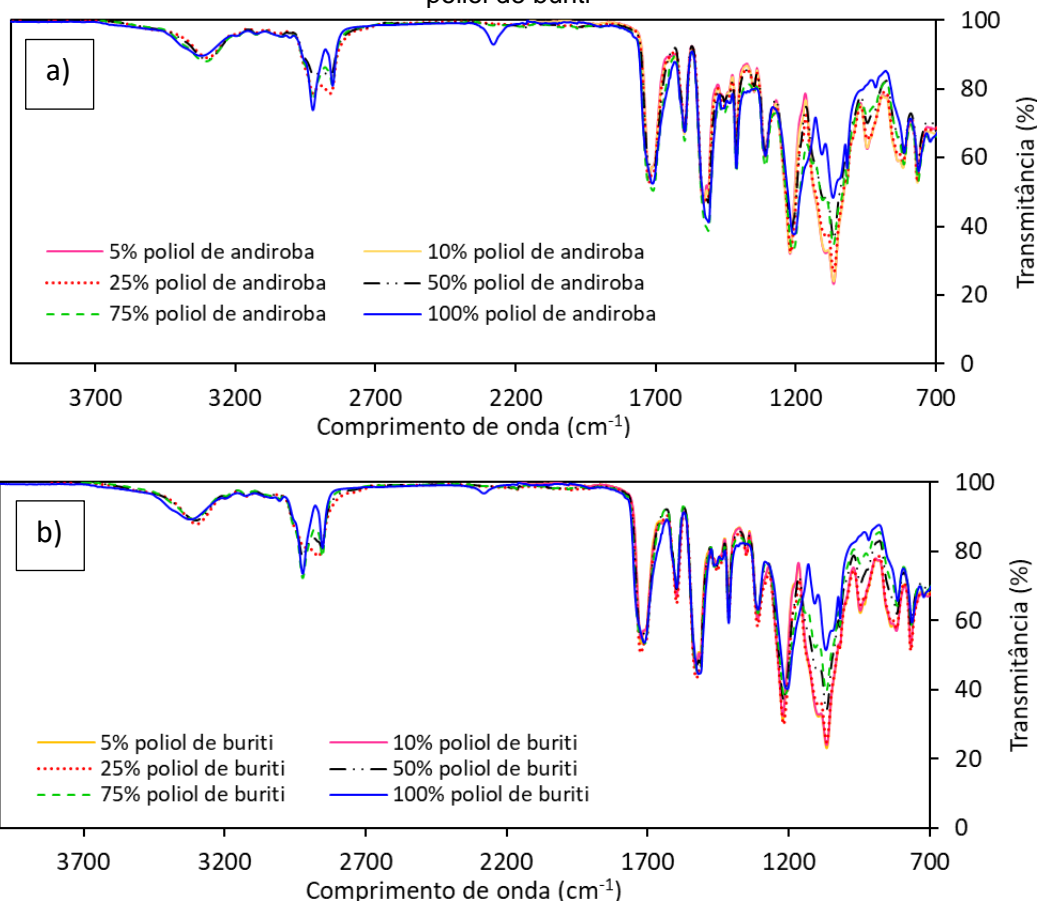 poliol de buriti
a)
5% poliol de andiroba
10% poliol de andiroba
25% poliol de andiroba
50% poliol de andiroba
75% poliol de andiroba
100% poliol de andiroba
100
80
60
40
20
0
Transmitância (%)
3700 3200 2700 2200 1700 1200 700
Comprimento de onda (cm⁻¹)
b)
5% poliol de buriti
10% poliol de buriti
25% poliol de buriti
50% poliol de buriti
75% poliol de buriti
100% poliol de buriti
100
80
60
40
20
0
Transmitância (%)
3700 3200 2700 2200 1700 1200 700
Comprimento de onda (cm⁻¹)